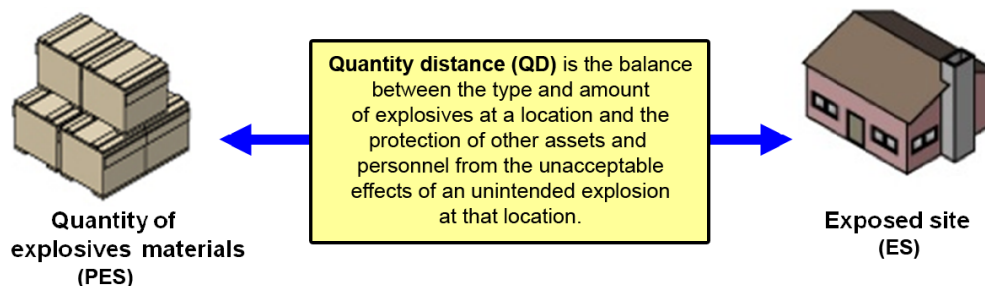 Quantity distance (QD) is the balance
between the type and amount
of explosives at a location and the
protection of other assets and
personnel from the unacceptable
effects of an unintended explosion
at that location.
Quantity of
explosives materials
(PES)
Exposed site
(ES)